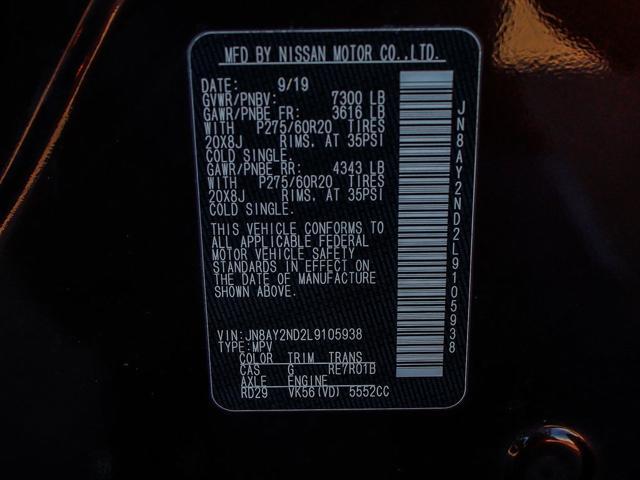 MFD BY NISSAN MOTOR CO.,LTD.
DATE: 9/19
GVWR/PNBV: 7300 LB
GAWR/PNBE FR: 3616 LB
WITH P275/60R20 TIRES
20X8J RIMS. AT 35PSI
COLD SINGLE.
GAWR/PNBE RR: 4343 LB
WITH P275/60R20 TIRES
20X8J RIMS. AT 35PSI
COLD SINGLE.
THIS VEHICLE CONFORMS TO
ALL APPLICABLE FEDERAL
MOTOR VEHICLE SAFETY
STANDARDS IN EFFECT ON
THE DATE OF MANUFACTURE
SHOWN ABOVE.
VIN:JN8AY2ND2L9105938
TYPE:MPV
COLOR TRIM TRANS
CAS G RE7R01B
AXLE ENGINE
RD29 VK56(VD) 5552CC
JN8AY2ND2L9105938